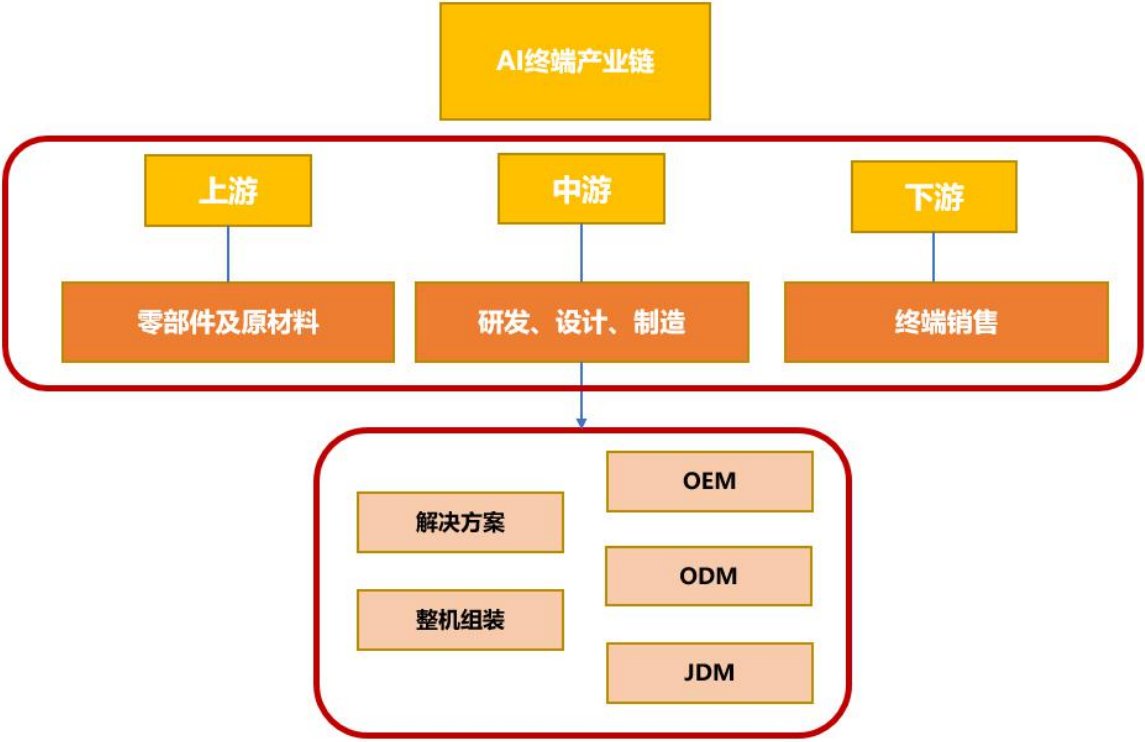 AI终端产业链
上游
中游
下游
零部件及原材料
研发、设计、制造
终端销售
解决方案
整机组装
OEM
ODM
JDM